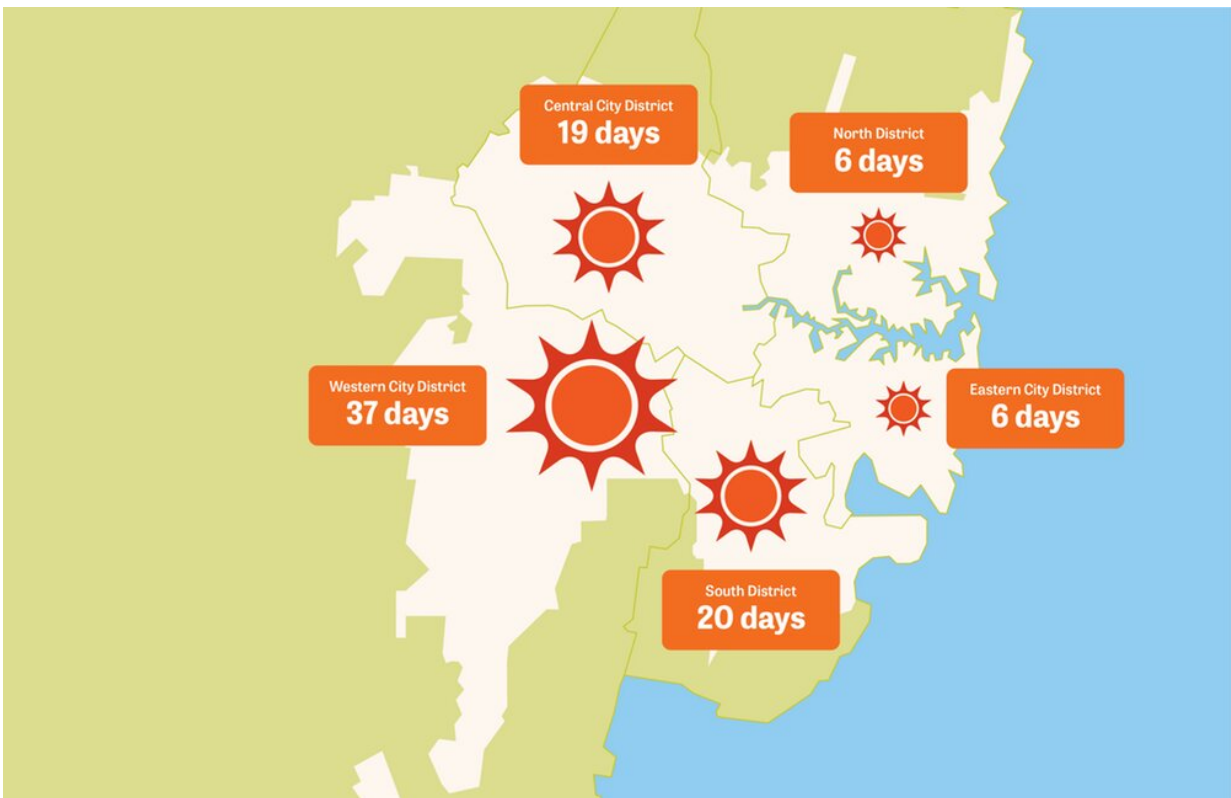 Central City District
19 days
North District
6 days
Western City District
37 days
Eastern City District
6 days
South District
20 days